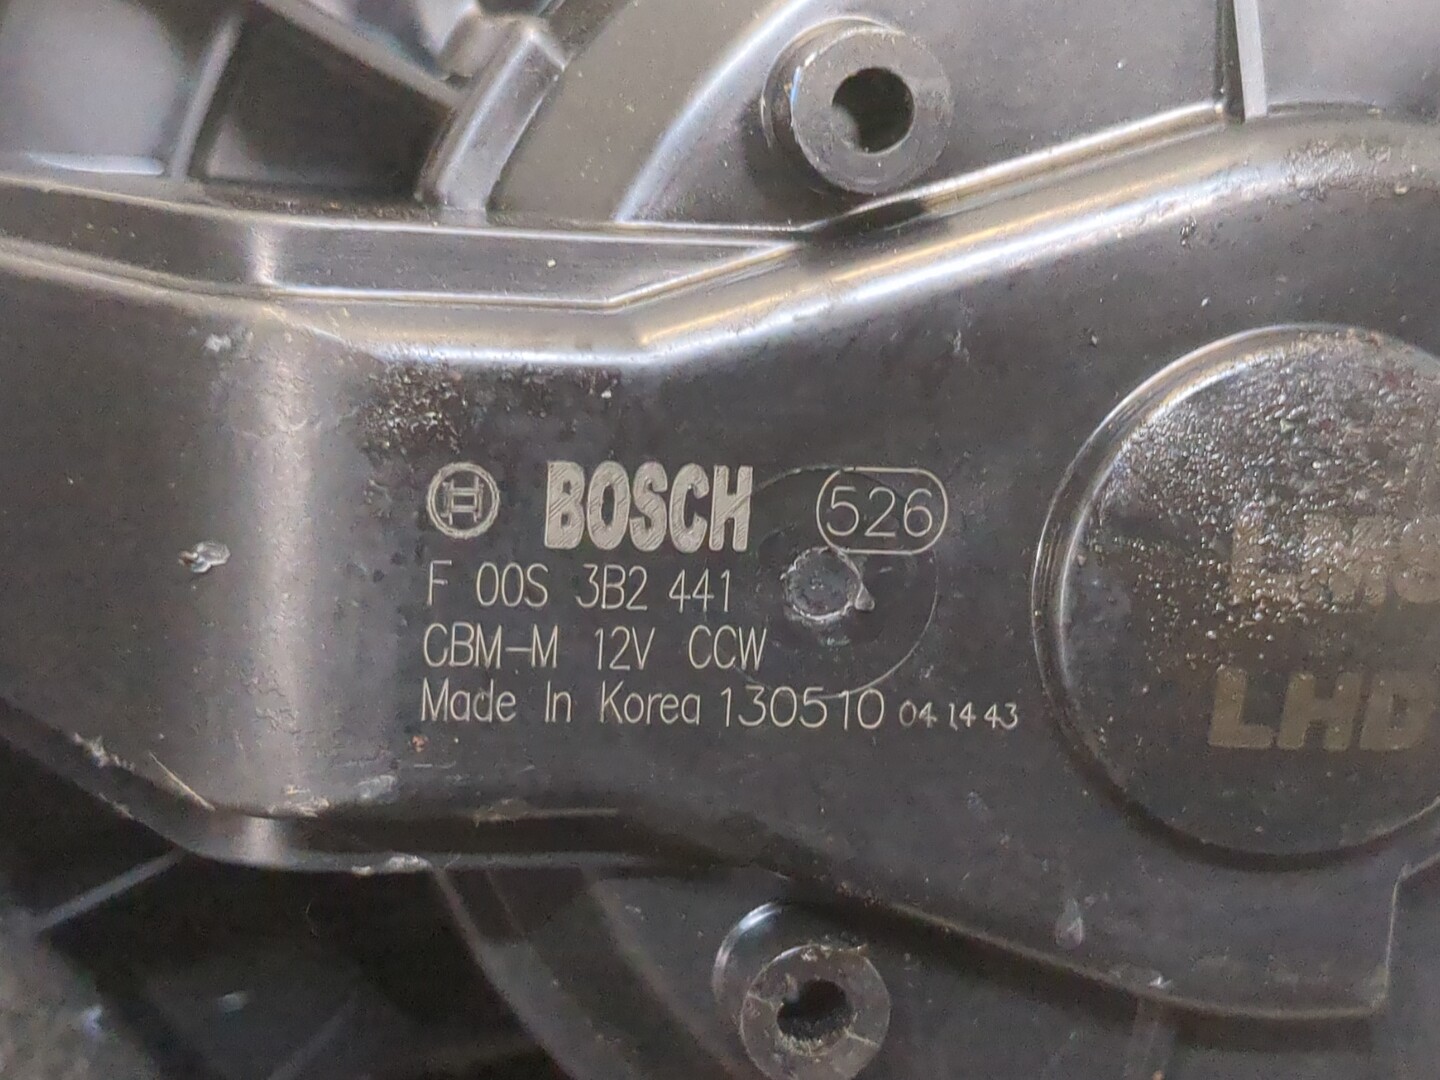 BOSCH 526
F 00S 3B2 441
CBM-M 12V CCW
Made In Korea 130510 04 14 43
LHD